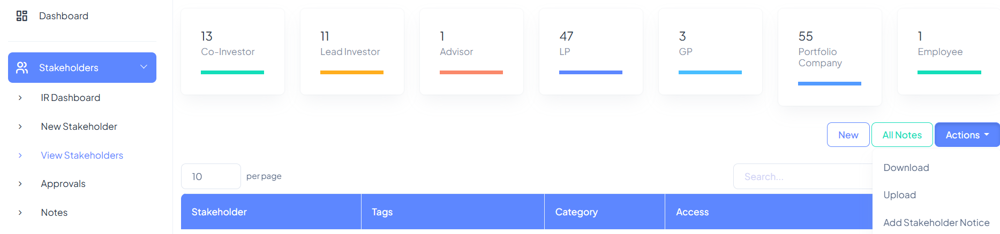 Dashboard
Stakeholders
IR Dashboard
New Stakeholder
View Stakeholders
Approvals
Notes
13
Co-Investor
11
Lead Investor
1
Advisor
47
LP
3
GP
55
Portfolio
Company
1
Employee
New
All Notes
Actions
Download
Upload
Add Stakeholder Notice
10
per page
Search...
Stakeholder
Tags
Category
Access